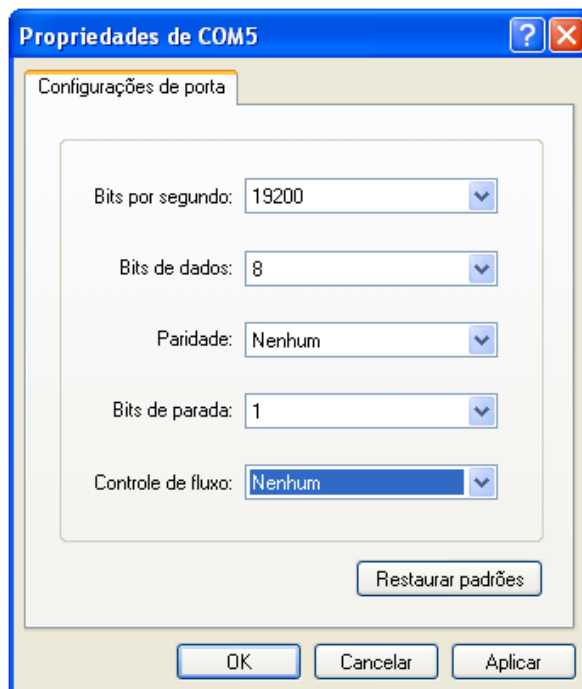 Propriedades de COM5
Configurações de porta
Bits por segundo: 19200
Bits de dados: 8
Paridade: Nenhum
Bits de parada: 1
Controle de fluxo: Nenhum
Restaurar padrões
OK Cancelar Aplicar